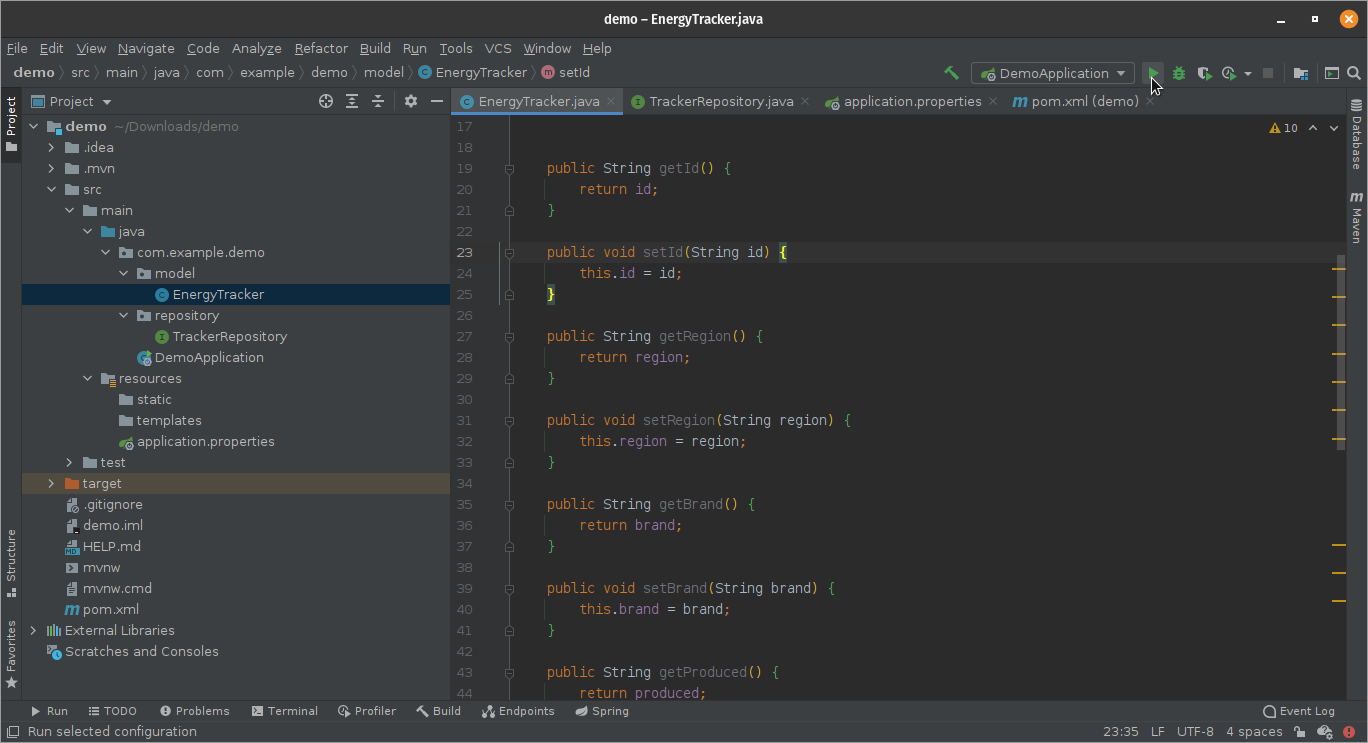 demo – EnergyTracker.java
File Edit View Navigate Code Analyze Refactor Build Run Tools VCS Window Help
demo src main java com example demo model EnergyTracker setId DemoApplication
Project
Project
EnergyTracker.java TrackerRepository.java application.properties pom.xml (demo)
demo ~/Downloads/demo
.idea
.mvn
src
main
java
com.example.demo
model
EnergyTracker
repository
TrackerRepository
DemoApplication
resources
static
templates
application.properties
test
target
.gitignore
demo.iml
HELP.md
mvnw
mvnw.cmd
pom.xml
External Libraries
Scratches and Consoles
Structure
Favorites
10
17
18
19 public String getId() {
20 return id;
21 }
22
23 public void setId(String id) {
24 this.id = id;
25 }
26
27 public String getRegion() {
28 return region;
29 }
30
31 public void setRegion(String region) {
32 this.region = region;
33 }
34
35 public String getBrand() {
36 return brand;
37 }
38
39 public void setBrand(String brand) {
40 this.brand = brand;
41 }
42
43 public String getProduced() {
44 return produced;
Database
Maven
Run TODO Problems Terminal Profiler Build Endpoints Spring Event Log
Run selected configuration 23:35 LF UTF-8 4 spaces